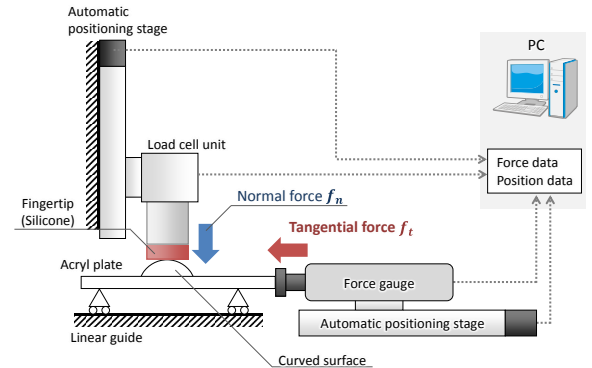 Automatic
positioning stage
PC
Load cell unit
Force data
Position data
Fingertip
(Silicone)
Normal force fn
Tangential force ft
Acryl plate
Force gauge
Automatic positioning stage
Linear guide
Curved surface